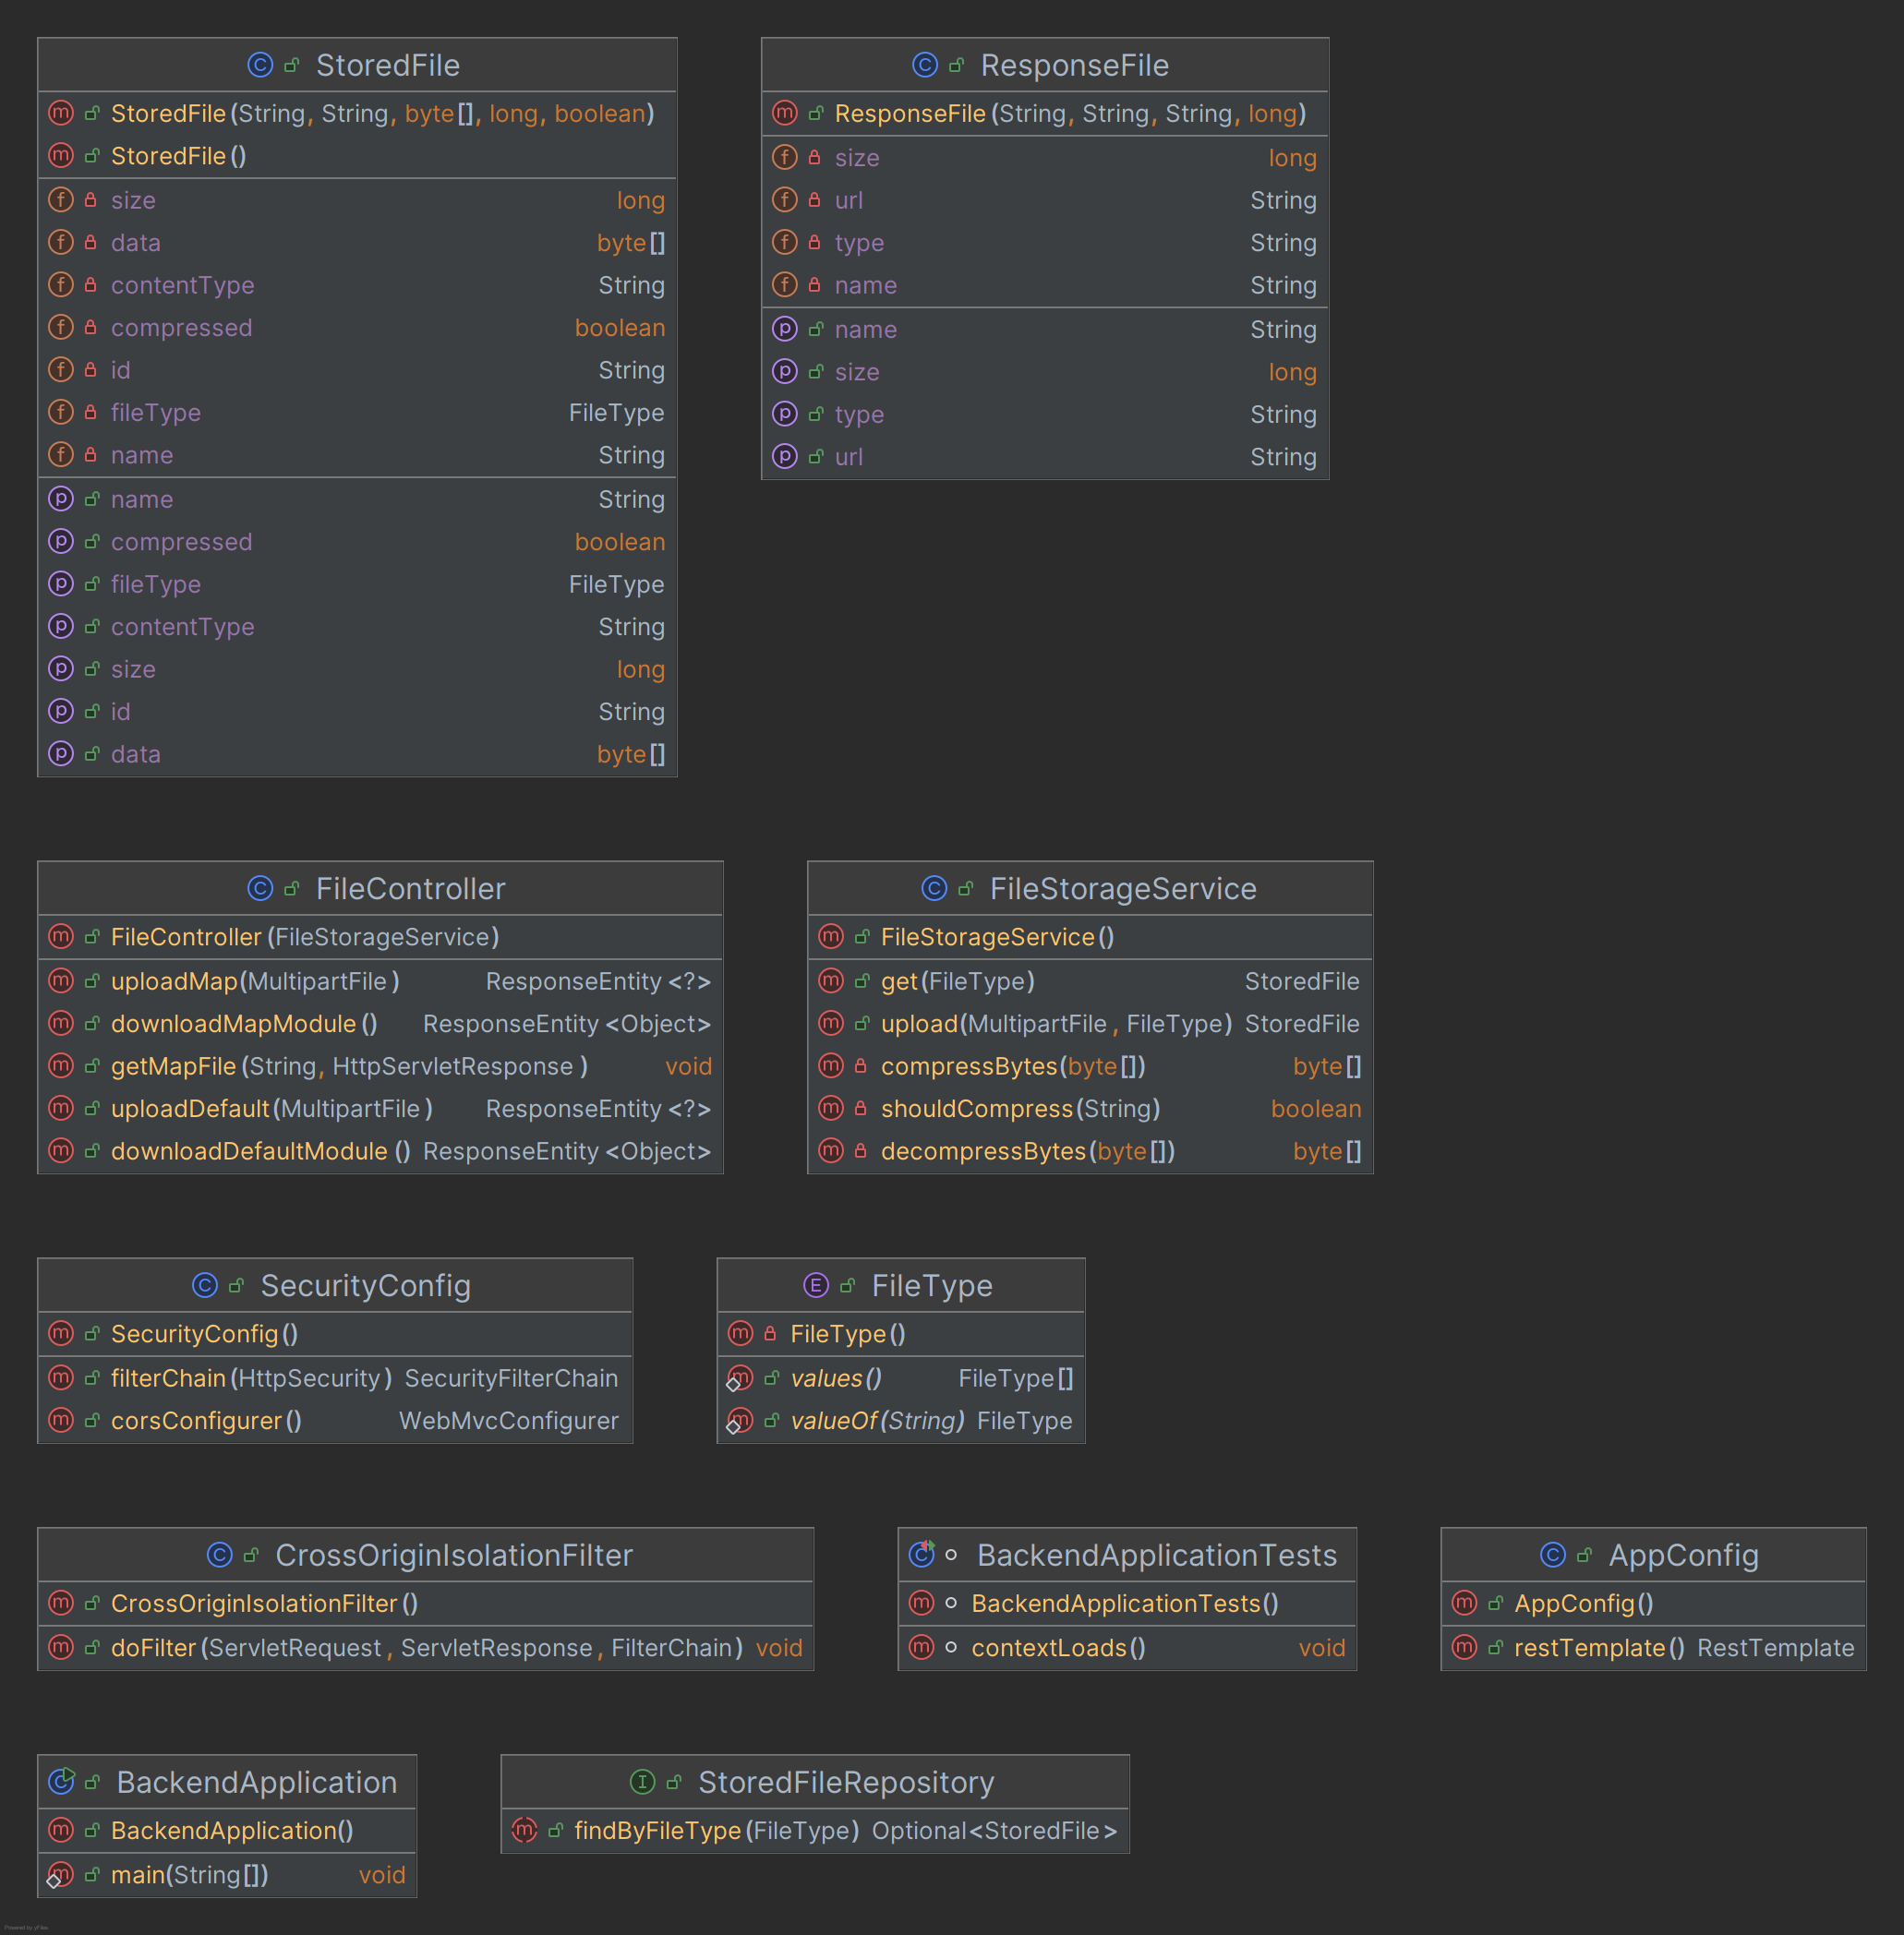 StoredFile
StoredFile(String, String, byte[], long, boolean)
StoredFile()
size long
data byte[]
contentType String
compressed boolean
id String
fileType FileType
name String
name String
compressed boolean
fileType FileType
contentType String
size long
id String
data byte[]
ResponseFile
ResponseFile(String, String, String, long)
size long
url String
type String
name String
name String
size long
type String
url String
FileController
FileController(FileStorageService)
uploadMap(MultipartFile) ResponseEntity<?>
downloadMapModule() ResponseEntity<Object>
getMapFile(String, HttpServletResponse) void
uploadDefault(MultipartFile) ResponseEntity<?>
downloadDefaultModule() ResponseEntity<Object>
FileStorageService
FileStorageService()
get(FileType) StoredFile
upload(MultipartFile, FileType) StoredFile
compressBytes(byte[]) byte[]
shouldCompress(String) boolean
decompressBytes(byte[]) byte[]
SecurityConfig
SecurityConfig()
filterChain(HttpSecurity) SecurityFilterChain
corsConfigurer() WebMvcConfigurer
FileType
FileType()
values() FileType[]
valueOf(String) FileType
CrossOriginIsolationFilter
CrossOriginIsolationFilter()
doFilter(ServletRequest, ServletResponse, FilterChain) void
BackendApplicationTests
BackendApplicationTests()
contextLoads() void
AppConfig
AppConfig()
restTemplate() RestTemplate
BackendApplication
BackendApplication()
main(String[]) void
StoredFileRepository
findByFileType(FileType) Optional<StoredFile>
Powered by yFiles